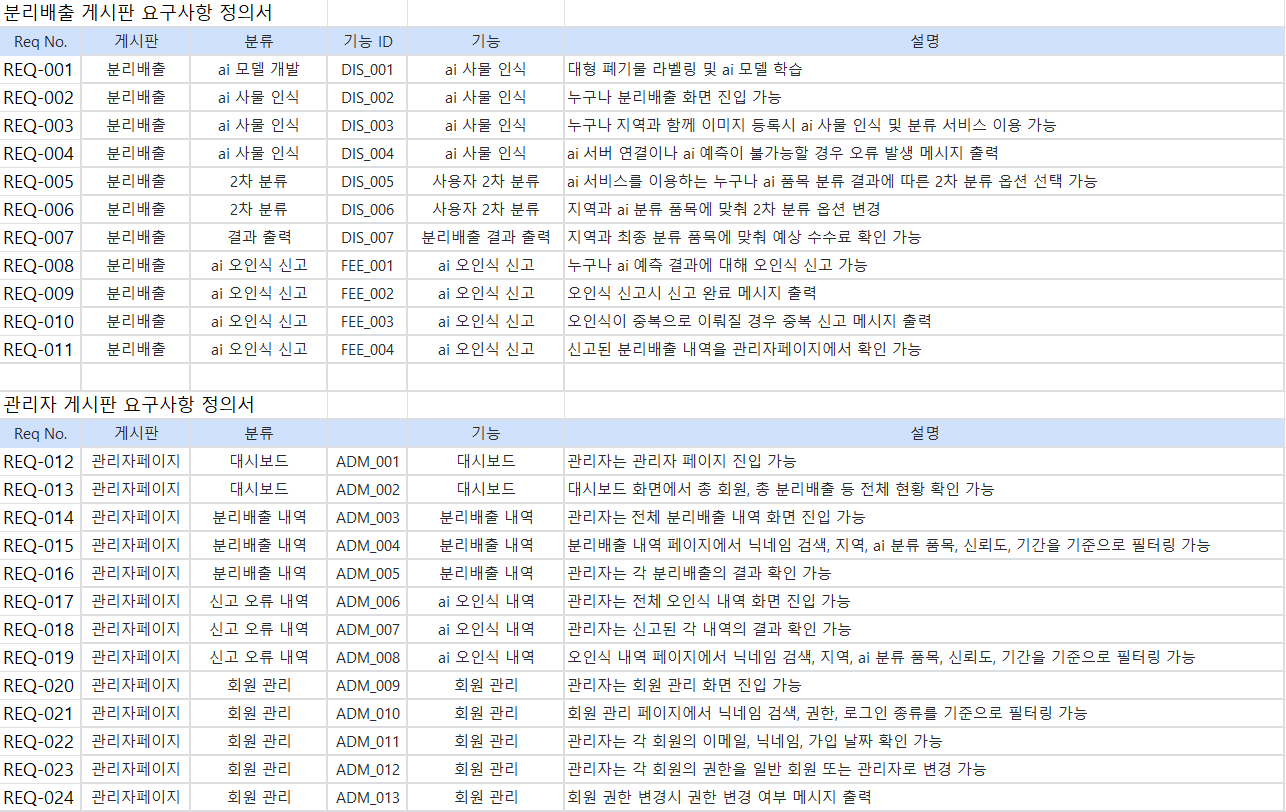 분리배출 게시판 요구사항 정의서
Req No. 게시판 분류 기능 ID 기능 설명
REQ-001 분리배출 ai 모델 개발 DIS_001 ai 사물 인식 대형 폐기물 라벨링 및 ai 모델 학습
REQ-002 분리배출 ai 사물 인식 DIS_002 ai 사물 인식 누구나 분리배출 화면 진입 가능
REQ-003 분리배출 ai 사물 인식 DIS_003 ai 사물 인식 누구나 지역과 함께 이미지 등록시 ai 사물 인식 및 분류 서비스 이용 가능
REQ-004 분리배출 ai 사물 인식 DIS_004 ai 사물 인식 ai 서버 연결이나 ai 예측이 불가능할 경우 오류 발생 메시지 출력
REQ-005 분리배출 2차 분류 DIS_005 사용자 2차 분류 ai 서비스를 이용하는 누구나 ai 품목 분류 결과에 따른 2차 분류 옵션 선택 가능
REQ-006 분리배출 2차 분류 DIS_006 사용자 2차 분류 지역과 ai 분류 품목에 맞춰 2차 분류 옵션 변경
REQ-007 분리배출 결과 출력 DIS_007 분리배출 결과 출력 지역과 최종 분류 품목에 맞춰 예상 수수료 확인 가능
REQ-008 분리배출 ai 오인식 신고 FEE_001 ai 오인식 신고 누구나 ai 예측 결과에 대해 오인식 신고 가능
REQ-009 분리배출 ai 오인식 신고 FEE_002 ai 오인식 신고 오인식 신고시 신고 완료 메시지 출력
REQ-010 분리배출 ai 오인식 신고 FEE_003 ai 오인식 신고 오인식이 중복으로 이뤄질 경우 중복 신고 메시지 출력
REQ-011 분리배출 ai 오인식 신고 FEE_004 ai 오인식 신고 신고된 분리배출 내역을 관리자페이지에서 확인 가능
관리자 게시판 요구사항 정의서
Req No. 게시판 분류 기능 설명
REQ-012 관리자페이지 대시보드 ADM_001 대시보드 관리자는 관리자 페이지 진입 가능
REQ-013 관리자페이지 대시보드 ADM_002 대시보드 대시보드 화면에서 총 회원, 총 분리배출 등 전체 현황 확인 가능
REQ-014 관리자페이지 분리배출 내역 ADM_003 분리배출 내역 관리자는 전체 분리배출 내역 화면 진입 가능
REQ-015 관리자페이지 분리배출 내역 ADM_004 분리배출 내역 분리배출 내역 페이지에서 닉네임 검색, 지역, ai 분류 품목, 신뢰도, 기간을 기준으로 필터링 가능
REQ-016 관리자페이지 분리배출 내역 ADM_005 분리배출 내역 관리자는 각 분리배출의 결과 확인 가능
REQ-017 관리자페이지 신고 오류 내역 ADM_006 ai 오인식 내역 관리자는 전체 오인식 내역 화면 진입 가능
REQ-018 관리자페이지 신고 오류 내역 ADM_007 ai 오인식 내역 관리자는 신고된 각 내역의 결과 확인 가능
REQ-019 관리자페이지 신고 오류 내역 ADM_008 ai 오인식 내역 오인식 내역 페이지에서 닉네임 검색, 지역, ai 분류 품목, 신뢰도, 기간을 기준으로 필터링 가능
REQ-020 관리자페이지 회원 관리 ADM_009 회원 관리 관리자는 회원 관리 화면 진입 가능
REQ-021 관리자페이지 회원 관리 ADM_010 회원 관리 회원 관리 페이지에서 닉네임 검색, 권한, 로그인 종류를 기준으로 필터링 가능
REQ-022 관리자페이지 회원 관리 ADM_011 회원 관리 관리자는 각 회원의 이메일, 닉네임, 가입 날짜 확인 가능
REQ-023 관리자페이지 회원 관리 ADM_012 회원 관리 관리자는 각 회원의 권한을 일반 회원 또는 관리자로 변경 가능
REQ-024 관리자페이지 회원 관리 ADM_013 회원 관리 회원 권한 변경시 권한 변경 여부 메시지 출력